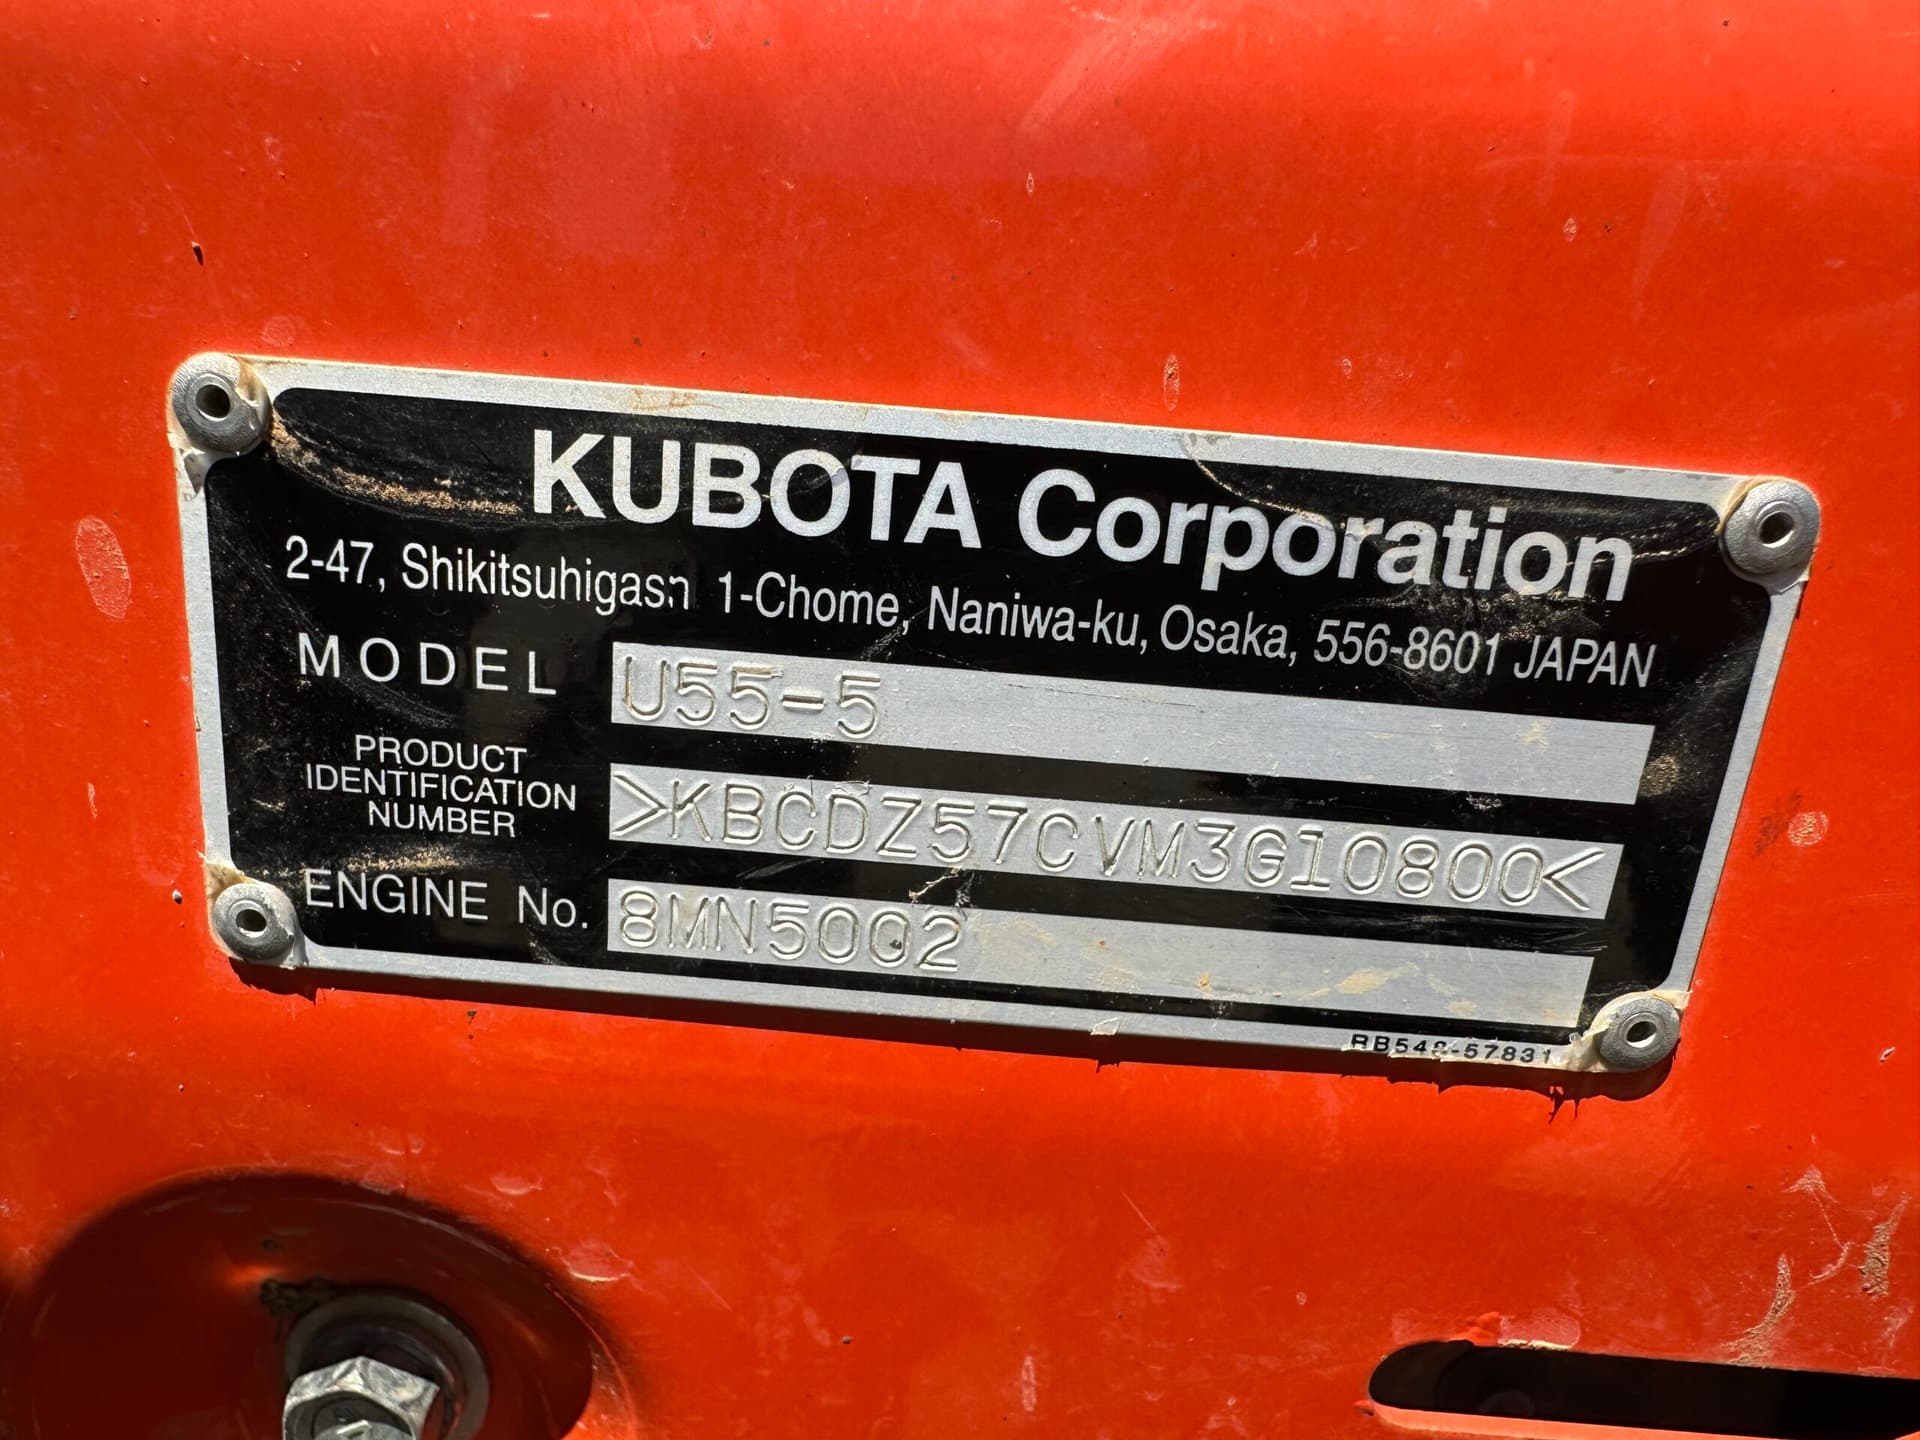 KUBOTA Corporation
2-47, Shikitsuhigash 1-Chome, Naniwa-ku, Osaka, 556-8601 JAPAN
MODEL U55-5
PRODUCT
IDENTIFICATION
NUMBER
>KBCDZ57CVM3G10800<
ENGINE No. 8MN5002
RB548-57831